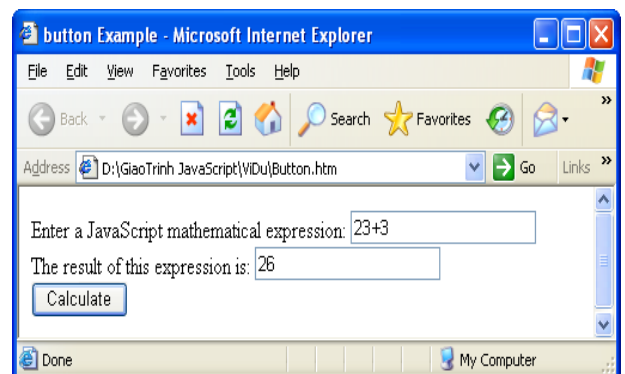 button Example - Microsoft Internet Explorer
File Edit View Favorites Tools Help
Back Search Favorites »
Address D:\GiaoTrinh JavaScript\ViDu\Button.htm Go Links »
Enter a JavaScript mathematical expression: 23+3
The result of this expression is: 26
Calculate
Done My Computer